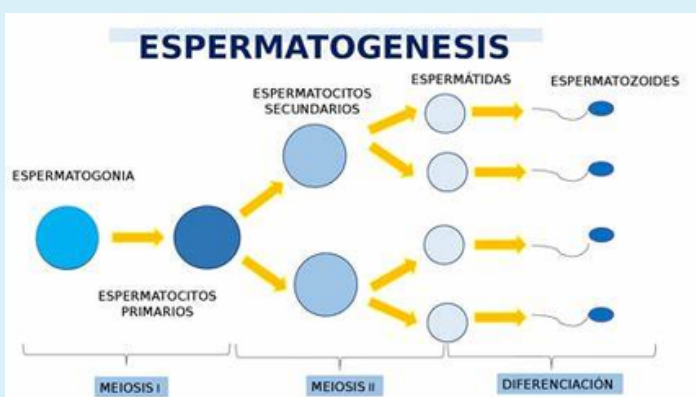 ESPERMATOGENESIS
ESPERMÁTIDAS
ESPERMATOZOIDES
ESPERMATOCITOS
SECUNDARIOS
ESPERMATOGONIA
ESPERMATOCITOS
PRIMARIOS
MEIOSIS I
MEIOSIS II
DIFERENCIACIÓN